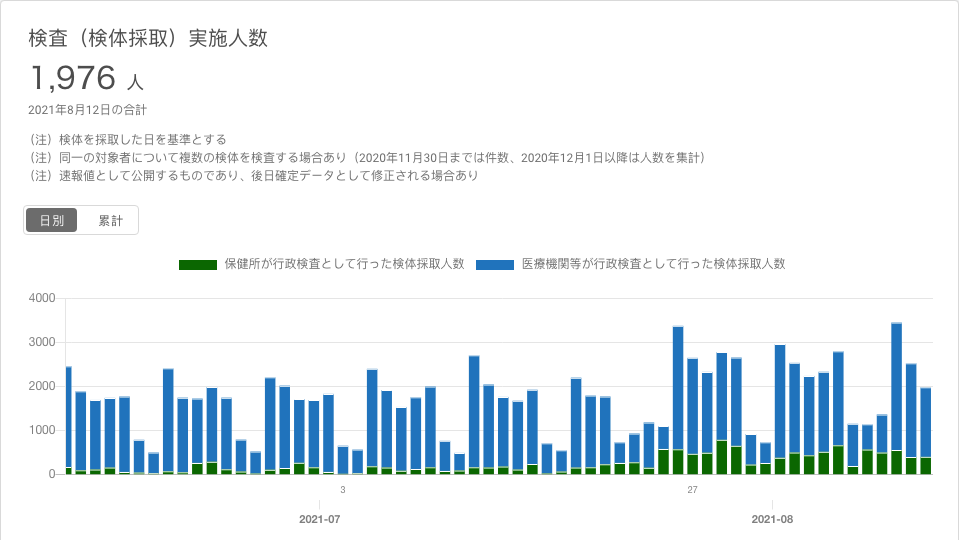 検査（検体採取）実施人数
1,976 人
2021年8月12日の合計
（注）検体を採取した日を基準とする
（注）同一の対象者について複数の検体を検査する場合あり（2020年11月30日までは件数、2020年12月1日以降は人数を集計）
（注）速報値として公開するものであり、後日確定データとして修正される場合あり
日別 累計
保健所が行政検査として行った検体採取人数 医療機関等が行政検査として行った検体採取人数
4000
3000
2000
1000
0
3 27
2021-07 2021-08